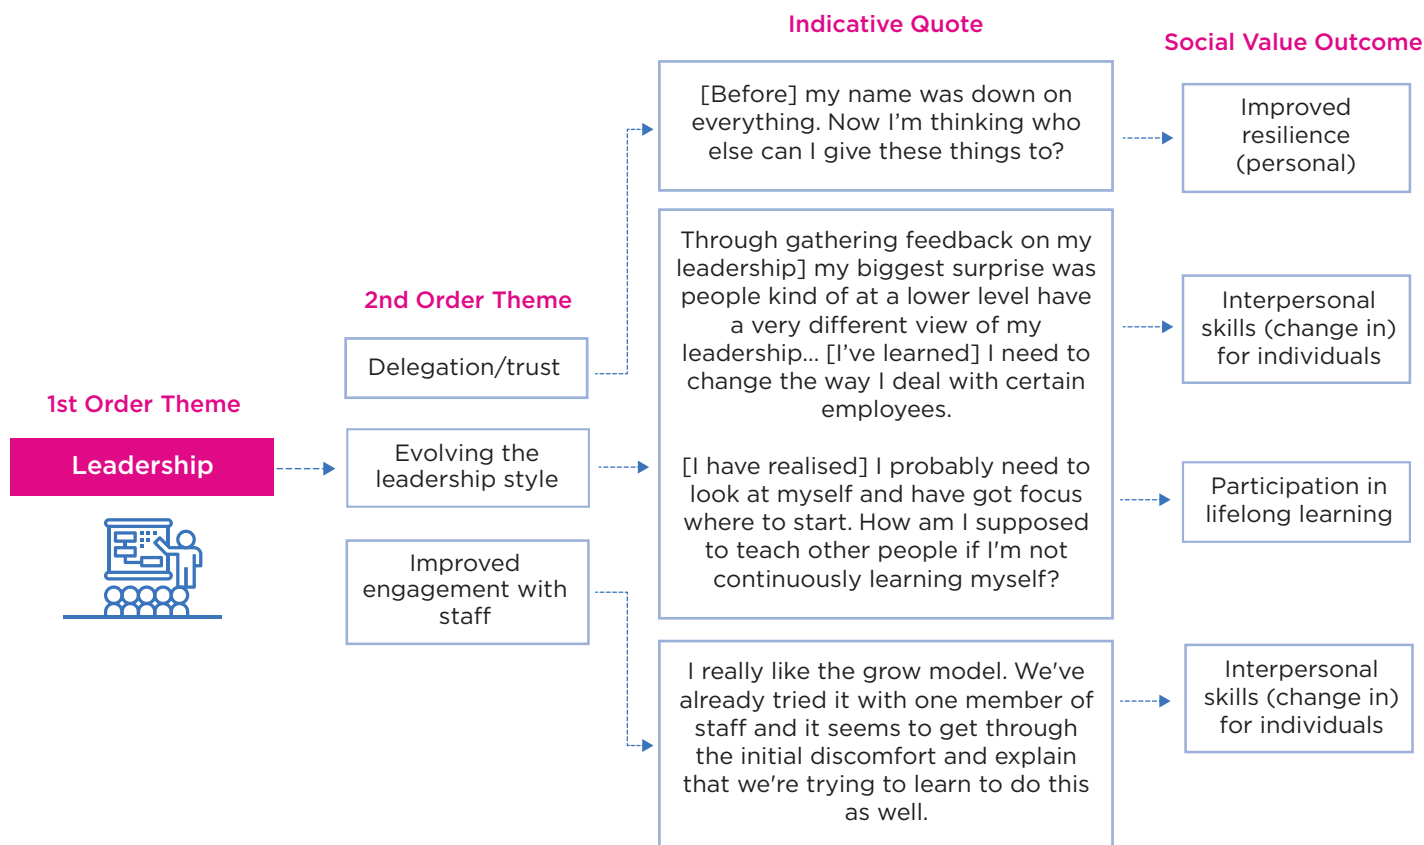 1st Order Theme
Leadership
2nd Order Theme
Delegation/trust
Evolving the
leadership style
Improved
engagement with
staff
Indicative Quote
[Before] my name was down on
everything. Now I’m thinking who
else can I give these things to?
Through gathering feedback on my
leadership] my biggest surprise was
people kind of at a lower level have
a very different view of my
leadership... [I’ve learned] I need to
change the way I deal with certain
employees.
[I have realised] I probably need to
look at myself and have got focus
where to start. How am I supposed
to teach other people if I'm not
continuously learning myself?
I really like the grow model. We've
already tried it with one member of
staff and it seems to get through
the initial discomfort and explain
that we're trying to learn to do this
as well.
Social Value Outcome
Improved
resilience
(personal)
Interpersonal
skills (change in)
for individuals
Participation in
lifelong learning
Interpersonal
skills (change in)
for individuals